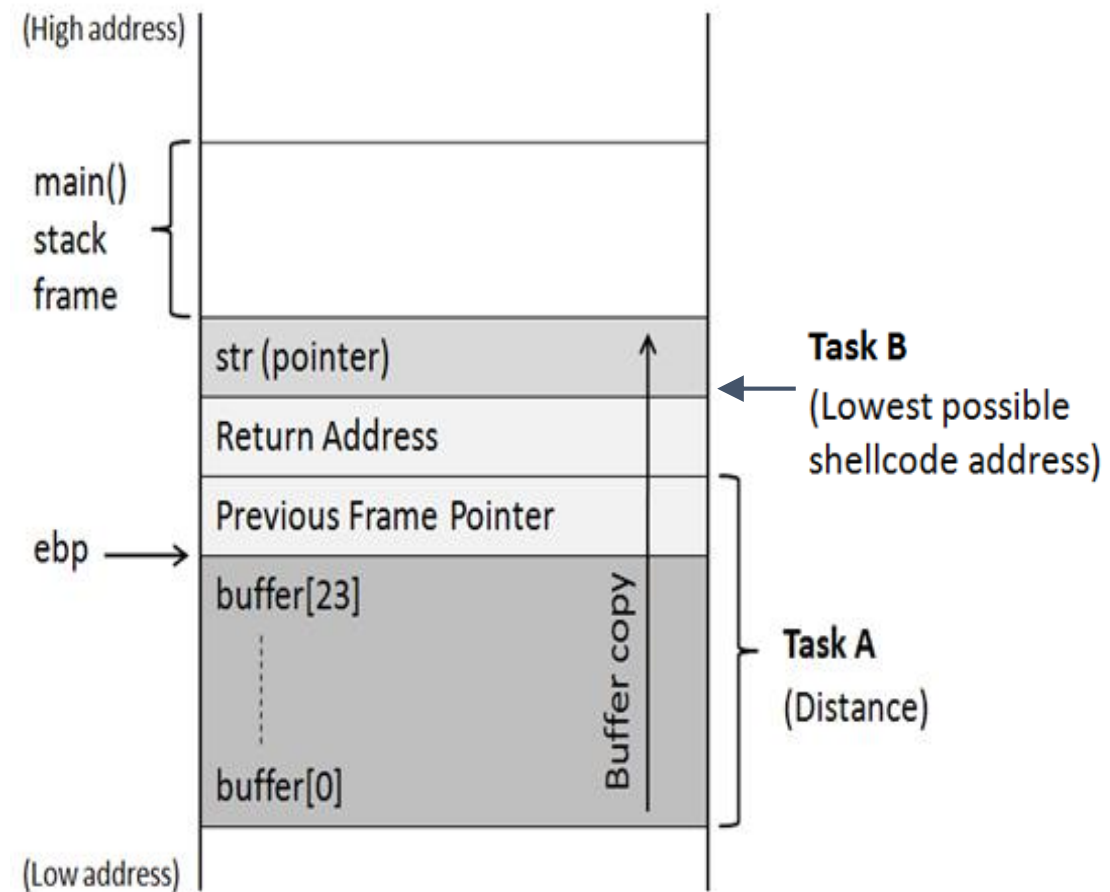 (High address)
main()
stack
frame
str (pointer)
Return Address
Previous Frame Pointer
ebp
buffer[23]
buffer[0]
Buffer copy
Task B
(Lowest possible
shellcode address)
Task A
(Distance)
(Low address)